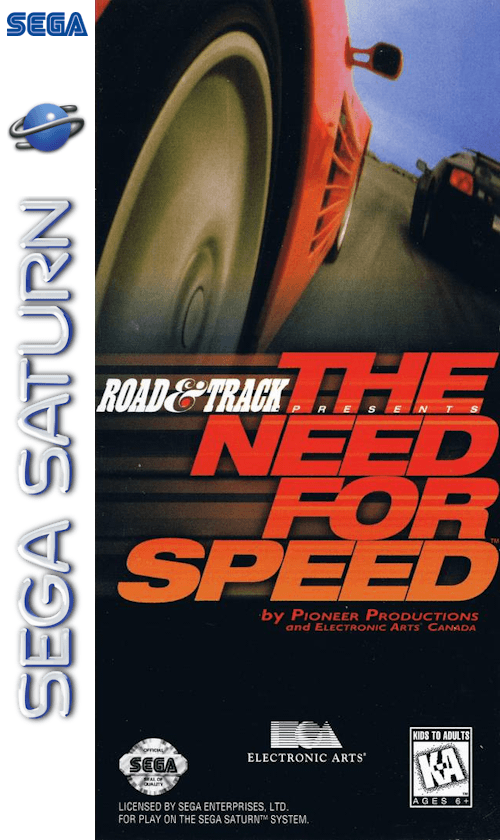 SEGA
SEGA SATURN
ROAD & TRACK
PRESENTS
THE
NEED
FOR
SPEED™
by PIONEER PRODUCTIONS
and ELECTRONIC ARTS® CANADA
OFFICIAL
SEGA
SEAL OF
QUALITY
ELECTRONIC ARTS®
KIDS TO ADULTS
KA
AGES 6+
LICENSED BY SEGA ENTERPRISES, LTD.
FOR PLAY ON THE SEGA SATURN™ SYSTEM.